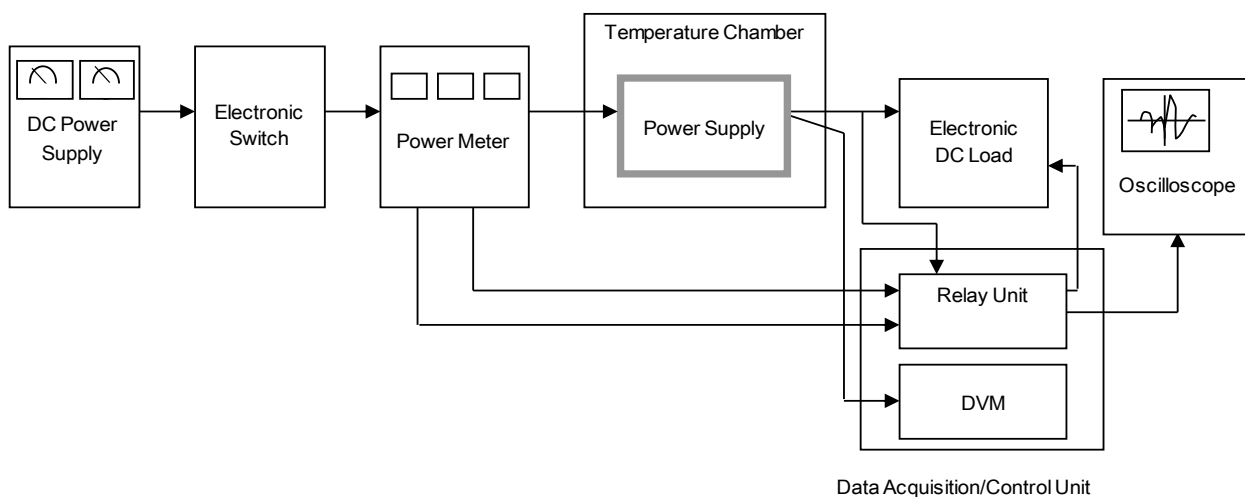 DC Power
Supply
Electronic
Switch
Power Meter
Temperature Chamber
Power Supply
Electronic
DC Load
Oscilloscope
Relay Unit
DVM
Data Acquisition/Control Unit